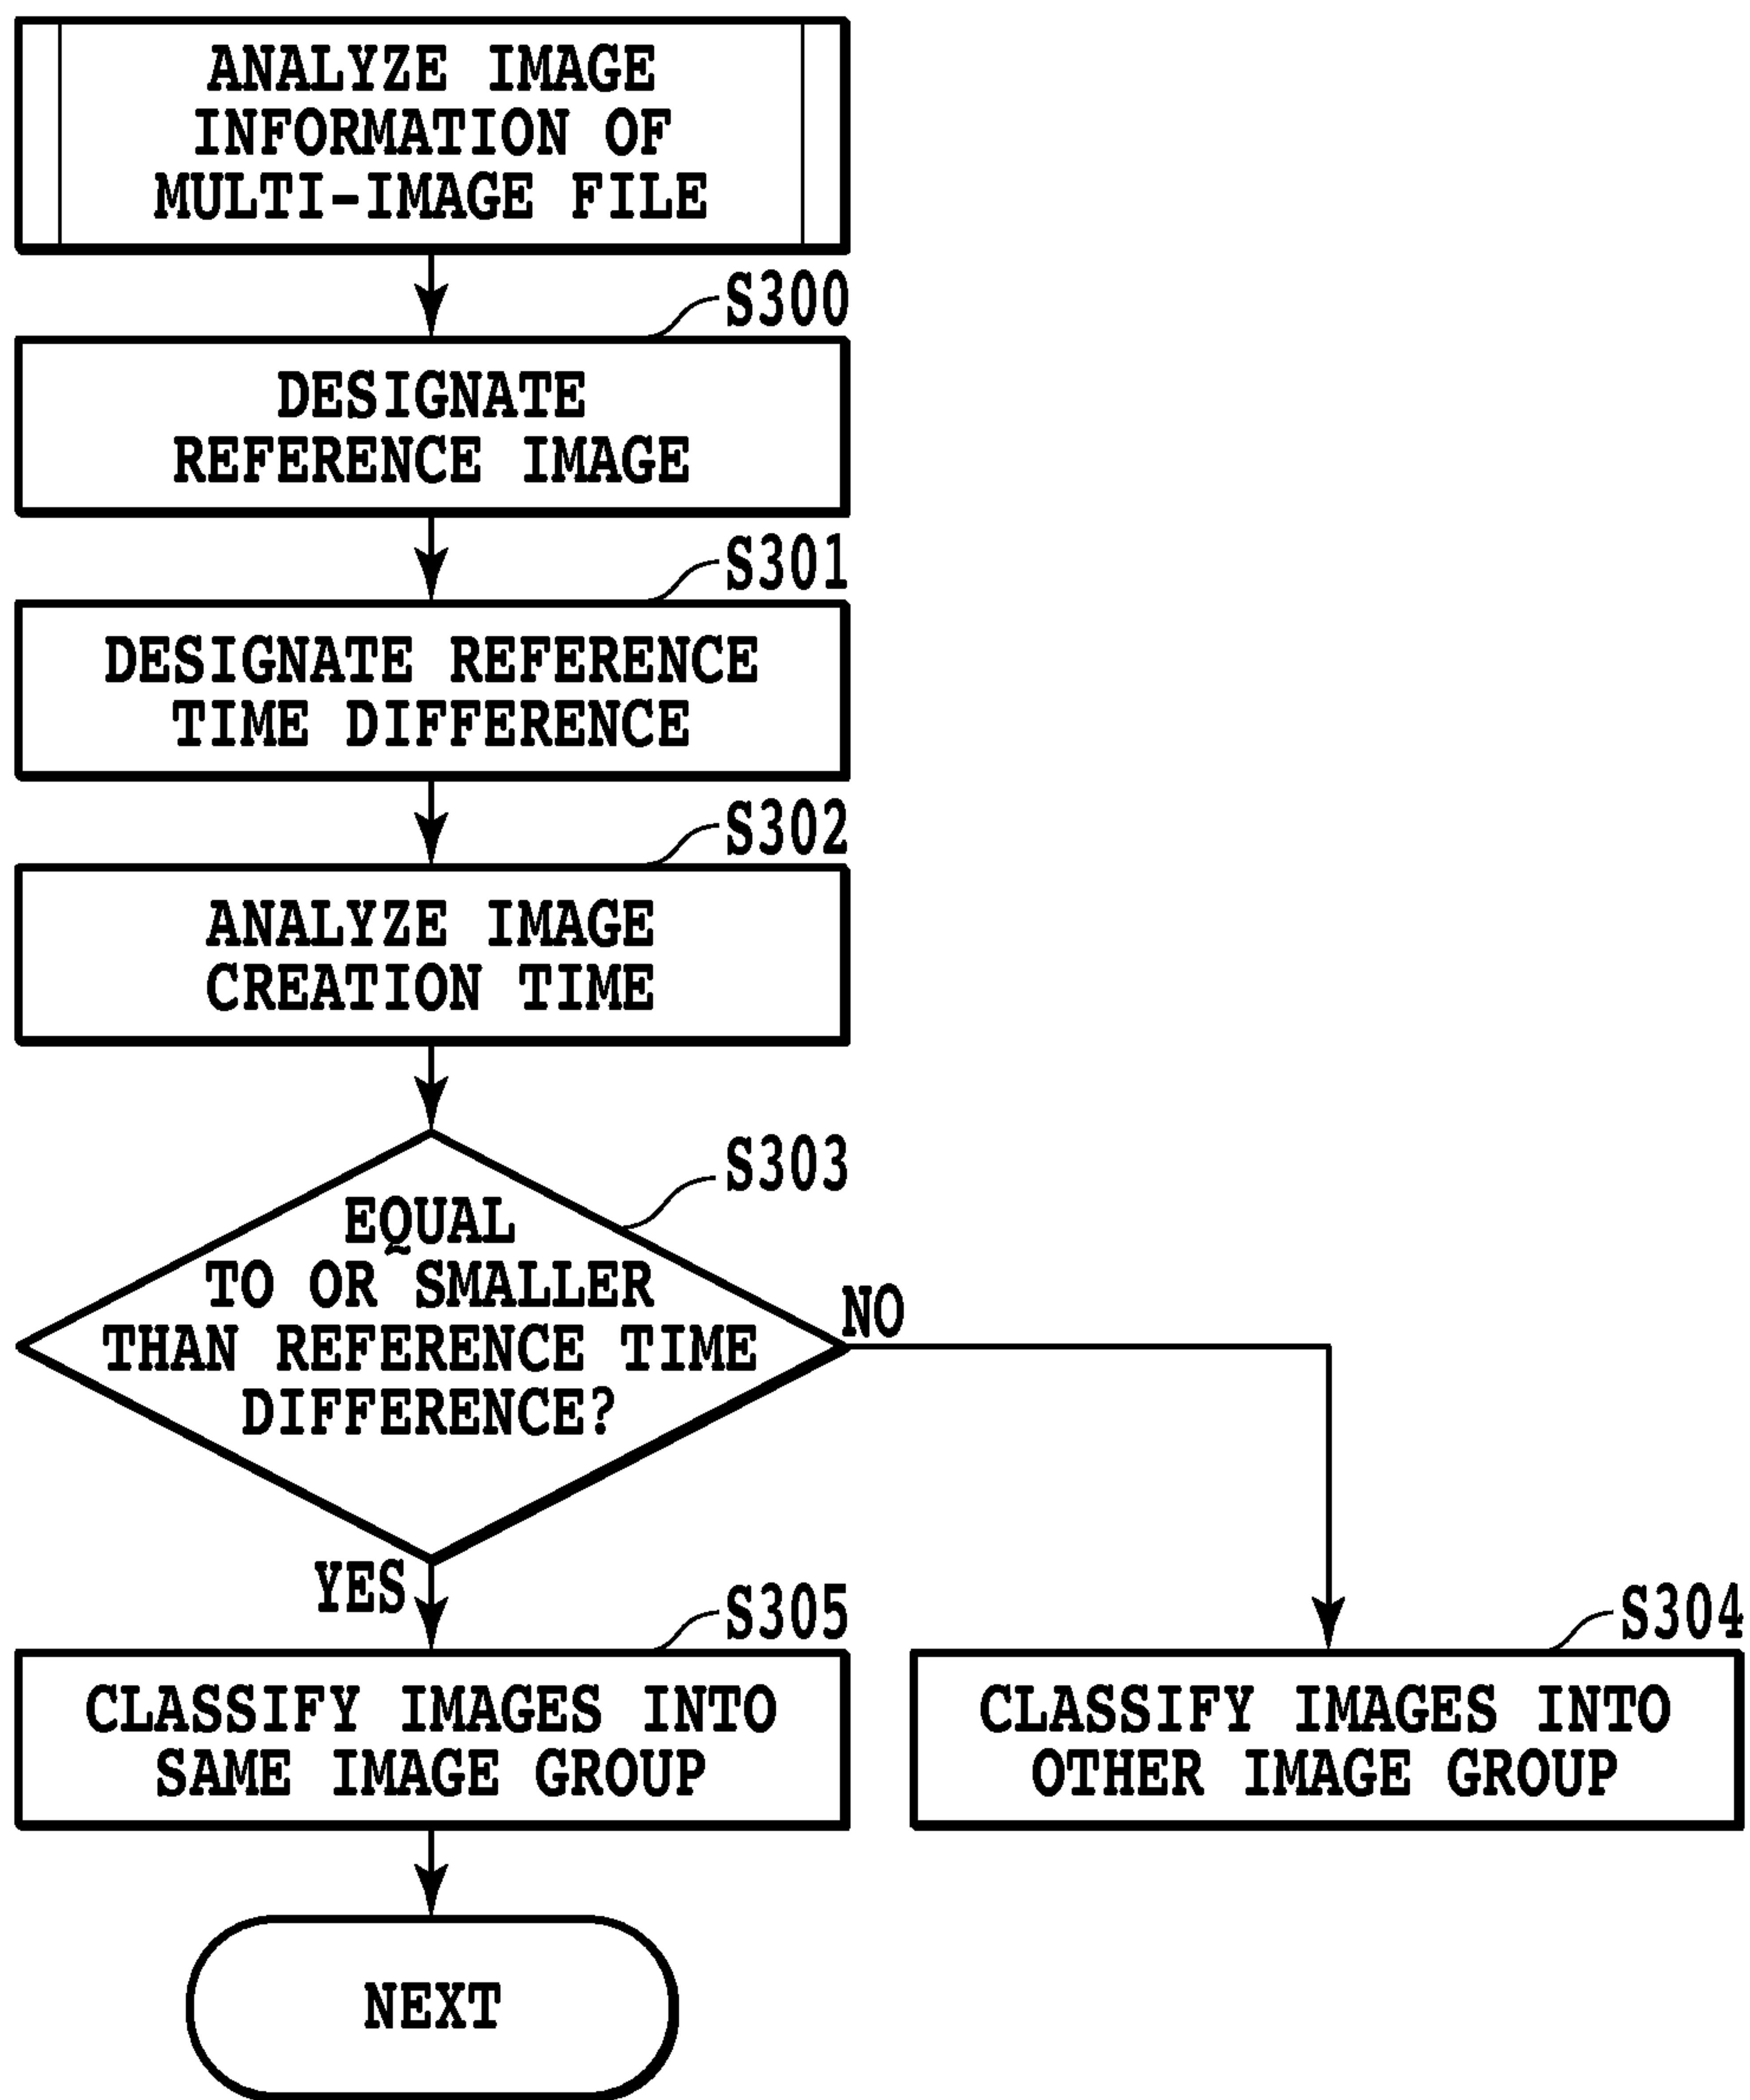 ANALYZE IMAGE
INFORMATION OF
MULTI-IMAGE FILE
S300
DESIGNATE
REFERENCE IMAGE
S301
DESIGNATE REFERENCE
TIME DIFFERENCE
S302
ANALYZE IMAGE
CREATION TIME
S303
EQUAL
TO OR SMALLER
THAN REFERENCE TIME
DIFFERENCE?
NO
YES
S305
CLASSIFY IMAGES INTO
SAME IMAGE GROUP
S304
CLASSIFY IMAGES INTO
OTHER IMAGE GROUP
NEXT